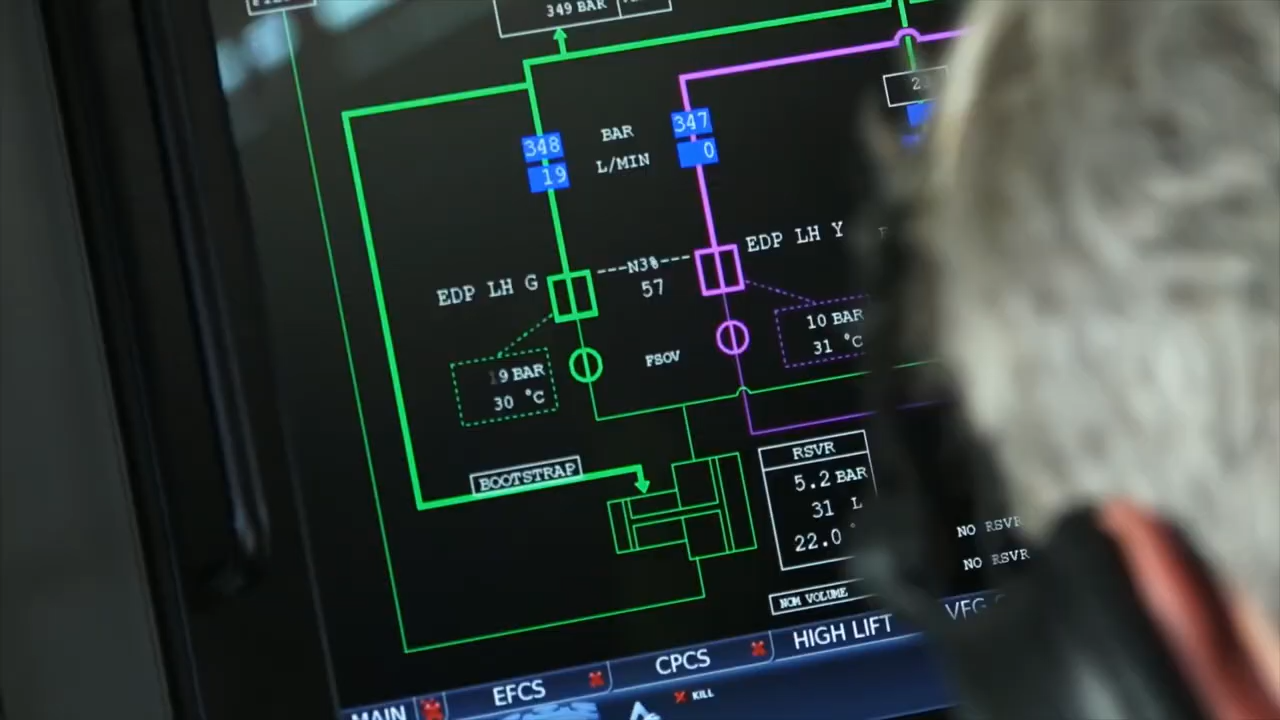 349 BAR
348
19
BAR
L/MIN
347
0
EDP LH G
---N3%---
57
EDP LH Y
9 BAR
30 °C
FSOV
10 BAR
31 °C
BOOTSTRAP
RSVR
5.2 BAR
31 L
22.0 °
NO RSVR
NO RSVR
NOM VOLUME
MAIN
EFCS
CPCS
HIGH LIFT
VFG
KILL